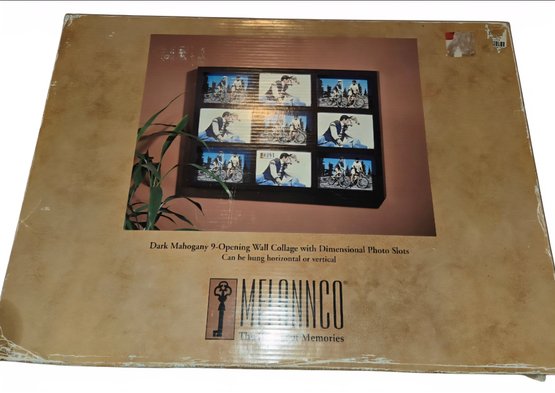 Dark Mahogany 9-Opening Wall Collage with Dimensional Photo Slots
Can be hung horizontal or vertical
MELANNCO
Memories